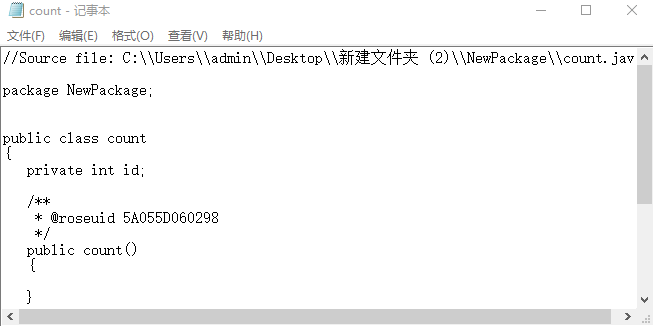 count - 记事本
文件(F) 编辑(E) 格式(O) 查看(V) 帮助(H)
//Source file: C:\\Users\\admin\\Desktop\\新建文件夹 (2)\\NewPackage\\count.jav
package NewPackage;
public class count
{
private int id;
/**
* @roseuid 5A055D060298
*/
public count()
{
}